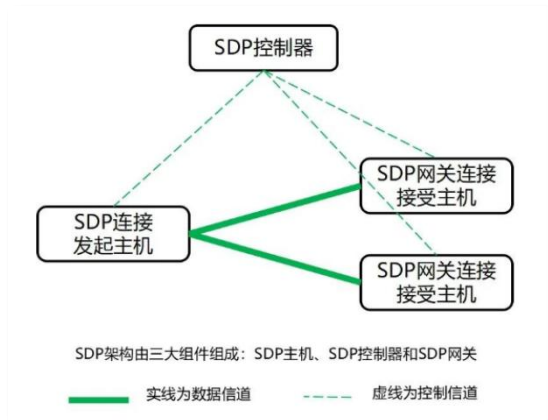 SDP控制器
SDP网关连接
接受主机
SDP连接
发起主机
SDP网关连接
接受主机
SDP架构由三大组件组成：SDP主机、SDP控制器和SDP网关
实线为数据信道
虚线为控制信道